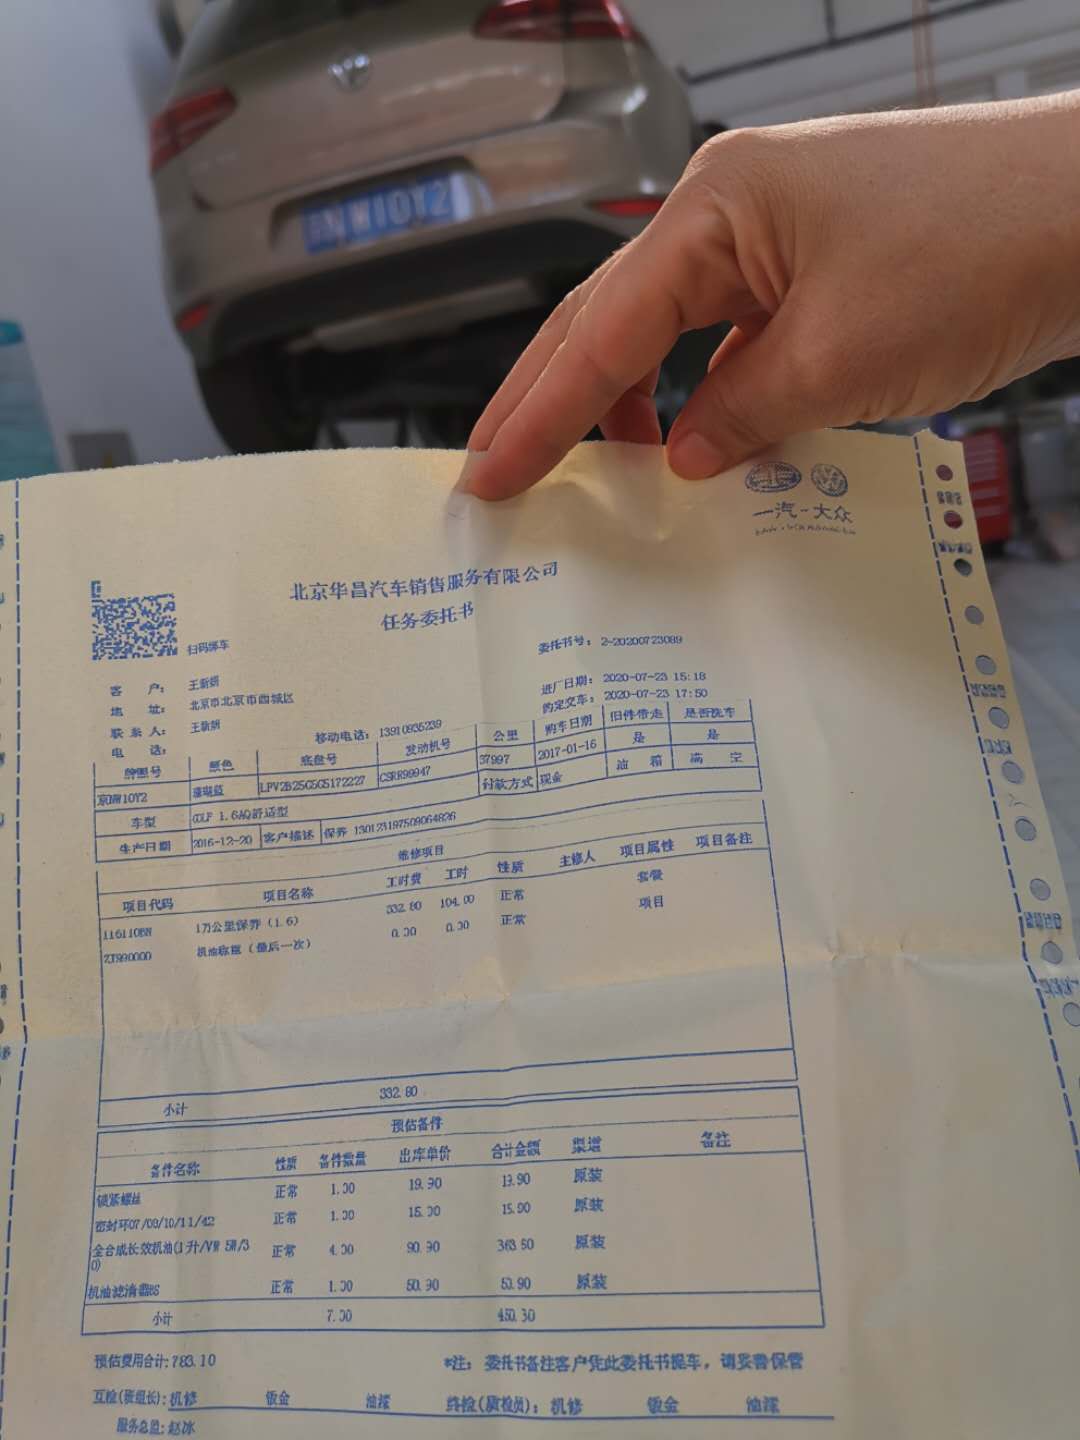 一汽-大众
北京华昌汽车销售服务有限公司
任务委托书
扫码绑车
委托书号: 2-20200723089
客 户: 王新妍
进厂日期: 2020-07-23 15:18
地 址: 北京市北京市西城区
约定交车: 2020-07-23 17:50
联 系 人: 王新妍
移动电话: 13910935239
电 话:
牌照号 颜色 底盘号 发动机号 公里 购车日期 旧件带走 是否洗车
10Y2 LFV2B25G5G5172227 CSRR99947 37997 2017-01-16 是 是
付款方式 现金 油 箱 满 空
车型 GOLF 1.6AQ舒适型
生产日期 2016-12-20 客户描述 保养 130123197509064826
维修项目
项目代码 项目名称 工时费 工时 性质 主修人 项目属性 项目备注
1万公里保养(1.6) 332.80 104.00 正常 套餐
ZJ990000 (最后一次) 0.00 0.00 正常 项目
小计 332.80
预估备件
备件名称 性质 备件数量 出库单价 合计金额 渠道 备注
锁紧螺丝 正常 1.00 19.90 19.90 原装
密封环07/09/10/11/42 正常 1.00 15.90 15.90 原装
全合成长效机油(1升/VW 5W/3 正常 4.00 90.90 363.60 原装
0)
机油滤清器BS 正常 1.00 50.90 50.90 原装
小计 7.00 450.30
预估费用合计: 783.10 *注: 委托书备注客户凭此委托书提车，请妥善保管
互检(班组长): 机修 钣金 油漆 终检(质检员): 机修 钣金 油漆
服务总监: 赵冰